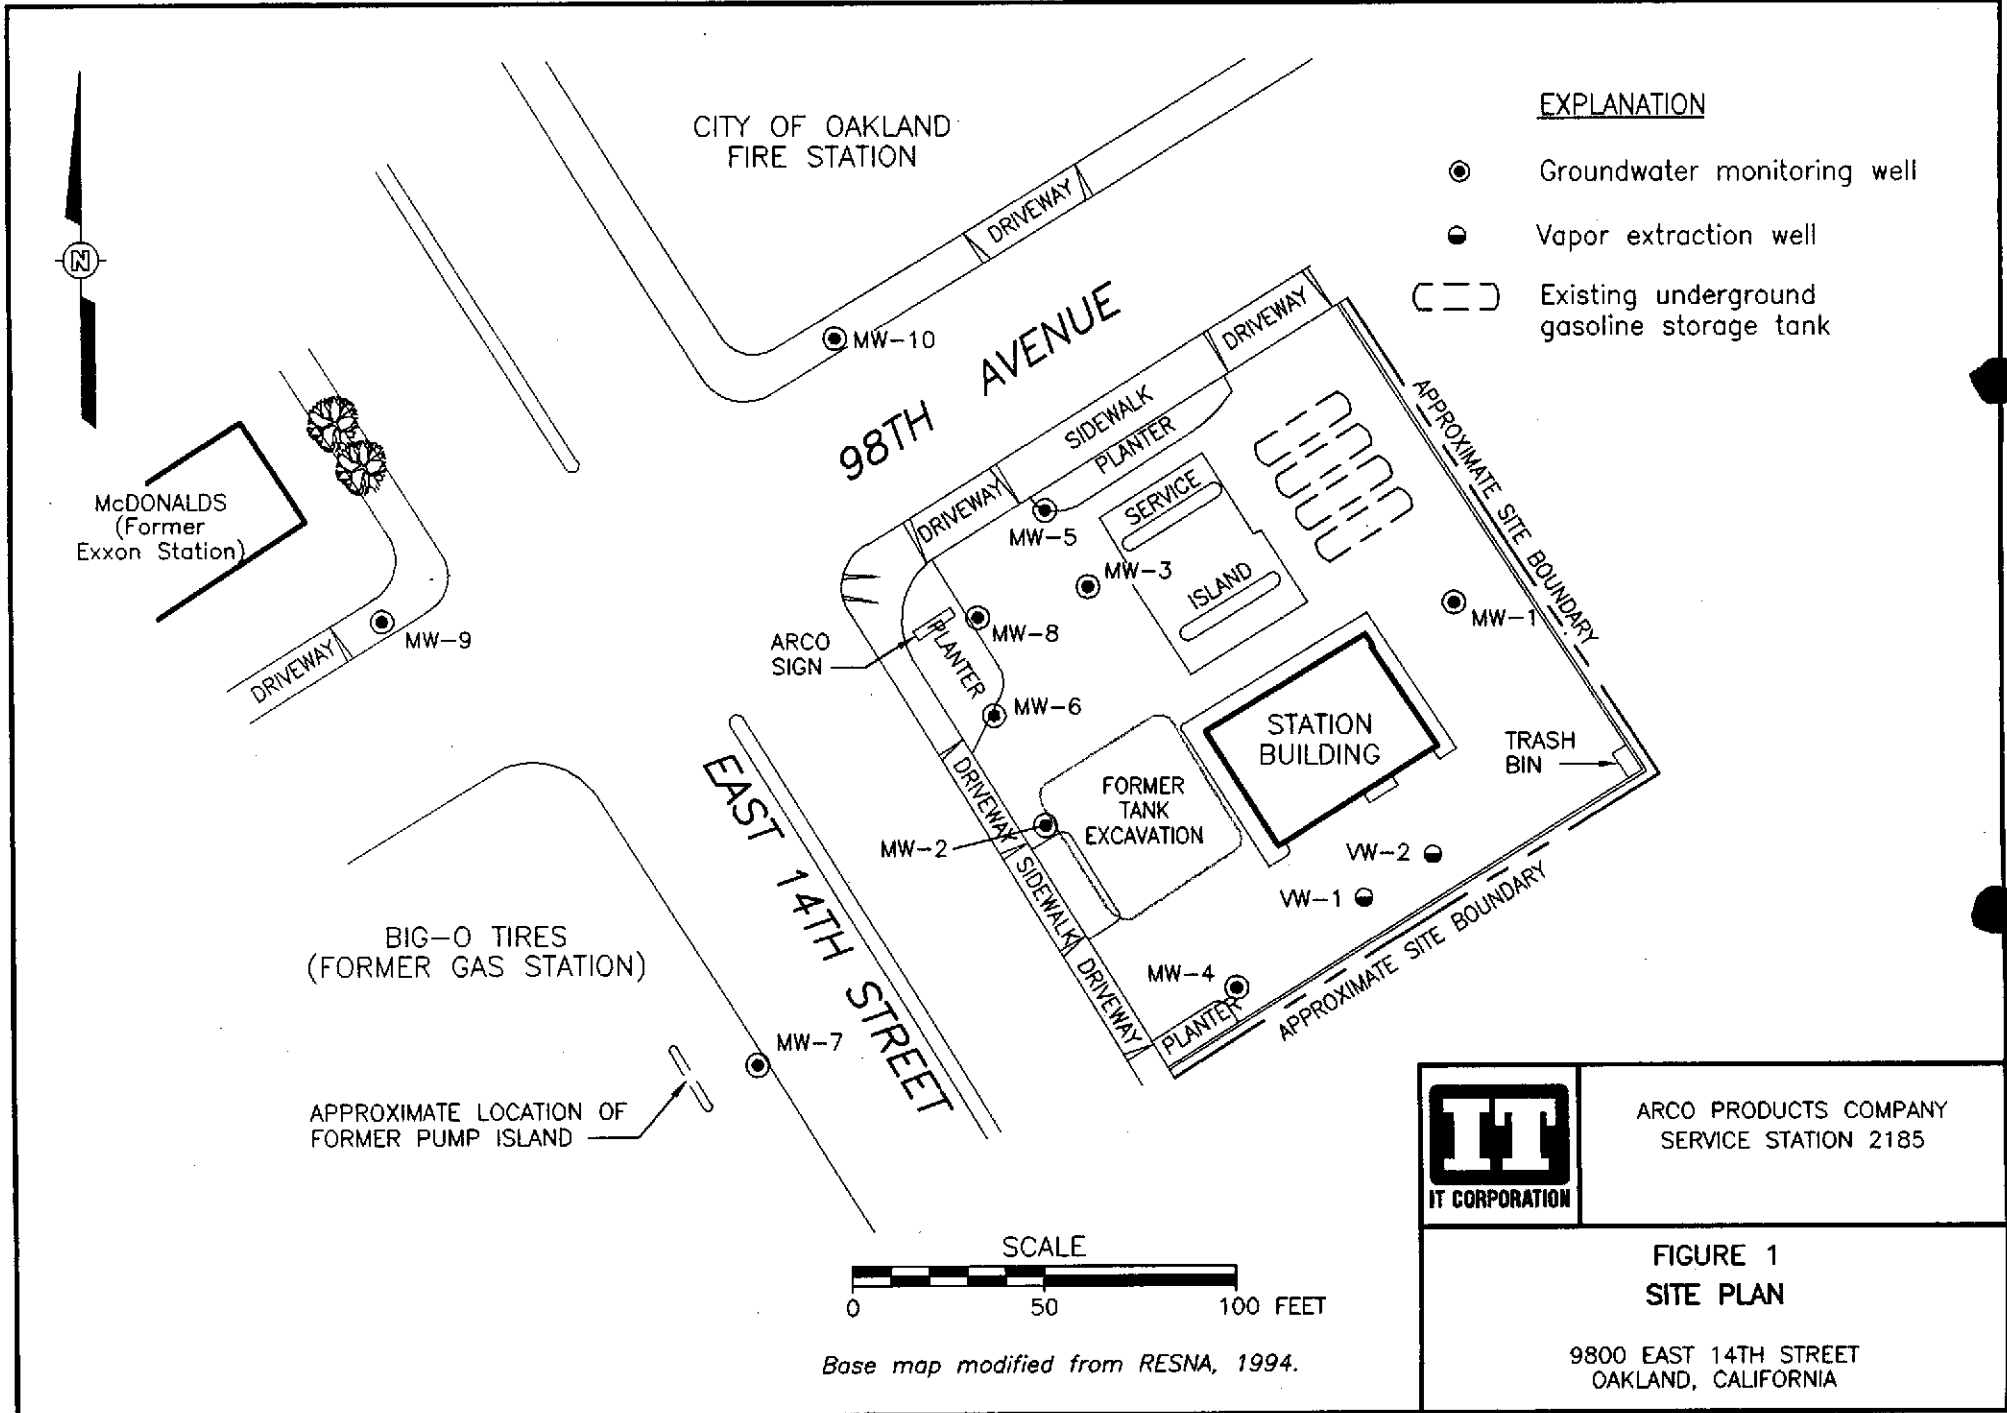 CITY OF OAKLAND
FIRE STATION
EXPLANATION
Groundwater monitoring well
Vapor extraction well
Existing underground
gasoline storage tank
N
DRIVEWAY
MW-10
98TH AVENUE
DRIVEWAY
SIDEWALK
PLANTER
DRIVEWAY
APPROXIMATE SITE BOUNDARY
McDONALDS
(Former
Exxon Station)
SERVICE
ISLAND
MW-5
MW-3
MW-1
MW-9
DRIVEWAY
ARCO
SIGN
PLANTER
MW-8
MW-6
STATION
BUILDING
TRASH
BIN
FORMER
TANK
EXCAVATION
DRIVEWAY
MW-2
SIDEWALK
EAST 14TH STREET
VW-2
VW-1
APPROXIMATE SITE BOUNDARY
BIG-O TIRES
(FORMER GAS STATION)
MW-4
DRIVEWAY
PLANTER
MW-7
APPROXIMATE LOCATION OF
FORMER PUMP ISLAND
IT
IT CORPORATION
ARCO PRODUCTS COMPANY
SERVICE STATION 2185
SCALE
0 50 100 FEET
Base map modified from RESNA, 1994.
FIGURE 1
SITE PLAN
9800 EAST 14TH STREET
OAKLAND, CALIFORNIA